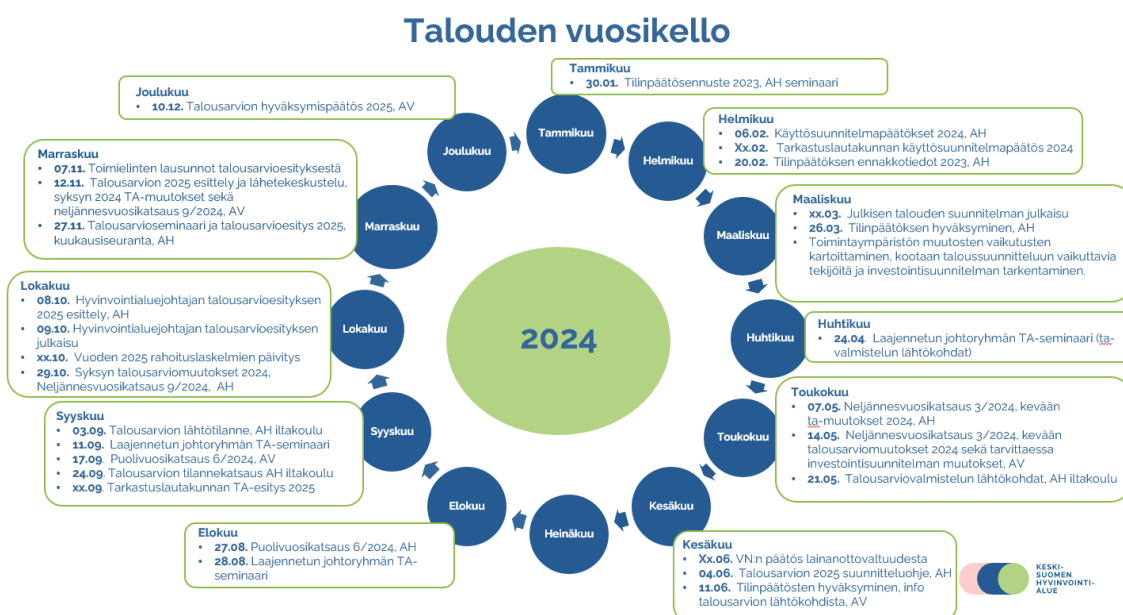 Talouden vuosikello
Tammikuu
• 30.01. Tilinpäätösennuste 2023, AH seminaari
Helmikuu
• 06.02. Käyttösuunnitelmapäätökset 2024, AH
• Xx.02. Tarkastuslautakunnan käyttösuunnitelmapäätös 2024
• 20.02. Tilinpäätöksen ennakkotiedot 2023, AH
Maaliskuu
• xx.03. Julkisen talouden suunnitelman julkaisu
• 26.03. Tilinpäätöksen hyväksyminen, AH
• Toimintaympäristön muutosten vaikutusten
kartoittaminen, kootaan taloussuunnitteluun vaikuttavia
tekijöitä ja investointisuunnitelman tarkentaminen.
Huhtikuu
• 24.04. Laajennetun johtoryhmän TA-seminaari (ta-
valmistelun lähtökohdat)
Toukokuu
• 07.05. Neljännesvuosikatsaus 3/2024, kevään
ta-muutokset 2024, AH
• 14.05. Neljännesvuosikatsaus 3/2024, kevään
talousarviomuutokset 2024 sekä tarvittaessa
investointisuunnitelman muutokset, AV
• 21.05. Talousarviovalmistelun lähtökohdat, AH iltakoulu
Kesäkuu
• Xx.06. VN:n päätös lainanottovaltuudesta
• 04.06. Talousarvion 2025 suunnitteluohje, AH
• 11.06. Tilinpäätösten hyväksyminen, info
talousarvion lähtökohdista, AV
Elokuu
• 27.08. Puolivuosikatsaus 6/2024, AH
• 28.08. Laajennetun johtoryhmän TA-
seminaari
Syyskuu
• 03.09. Talousarvion lähtötilanne, AH iltakoulu
• 11.09. Laajennetun johtoryhmän TA-seminaari
• 17.09. Puolivuosikatsaus 6/2024, AV
• 24.09. Talousarvion tilannekatsaus AH iltakoulu
• xx.09. Tarkastuslautakunnan TA-esitys 2025
Lokakuu
• 08.10. Hyvinvointialuejohtajan talousarvioesityksen
2025 esittely, AH
• 09.10. Hyvinvointialuejohtajan talousarvioesityksen
julkaisu
• xx.10. Vuoden 2025 rahoituslaskelmien päivitys
• 29.10. Syksyn talousarviomuutokset 2024,
Neljännesvuosikatsaus 9/2024, AH
Marraskuu
• 07.11. Toimielinten lausunnot talousarvioesityksestä
• 12.11. Talousarvion 2025 esittely ja lähetekeskustelu,
syksyn 2024 TA-muutokset sekä
neljännesvuosikatsaus 9/2024, AV
• 27.11. Talousarvioseminaari ja talousarvioesitys 2025,
kuukausiseuranta, AH
Joulukuu
• 10.12. Talousarvion hyväksymispäätös 2025, AV
Tammikuu
Helmikuu
Maaliskuu
Huhtikuu
Toukokuu
Kesäkuu
Heinäkuu
Elokuu
Syyskuu
Lokakuu
Marraskuu
Joulukuu
2024
KESKI-
SUOMEN
HYVINVOINTI-
ALUE